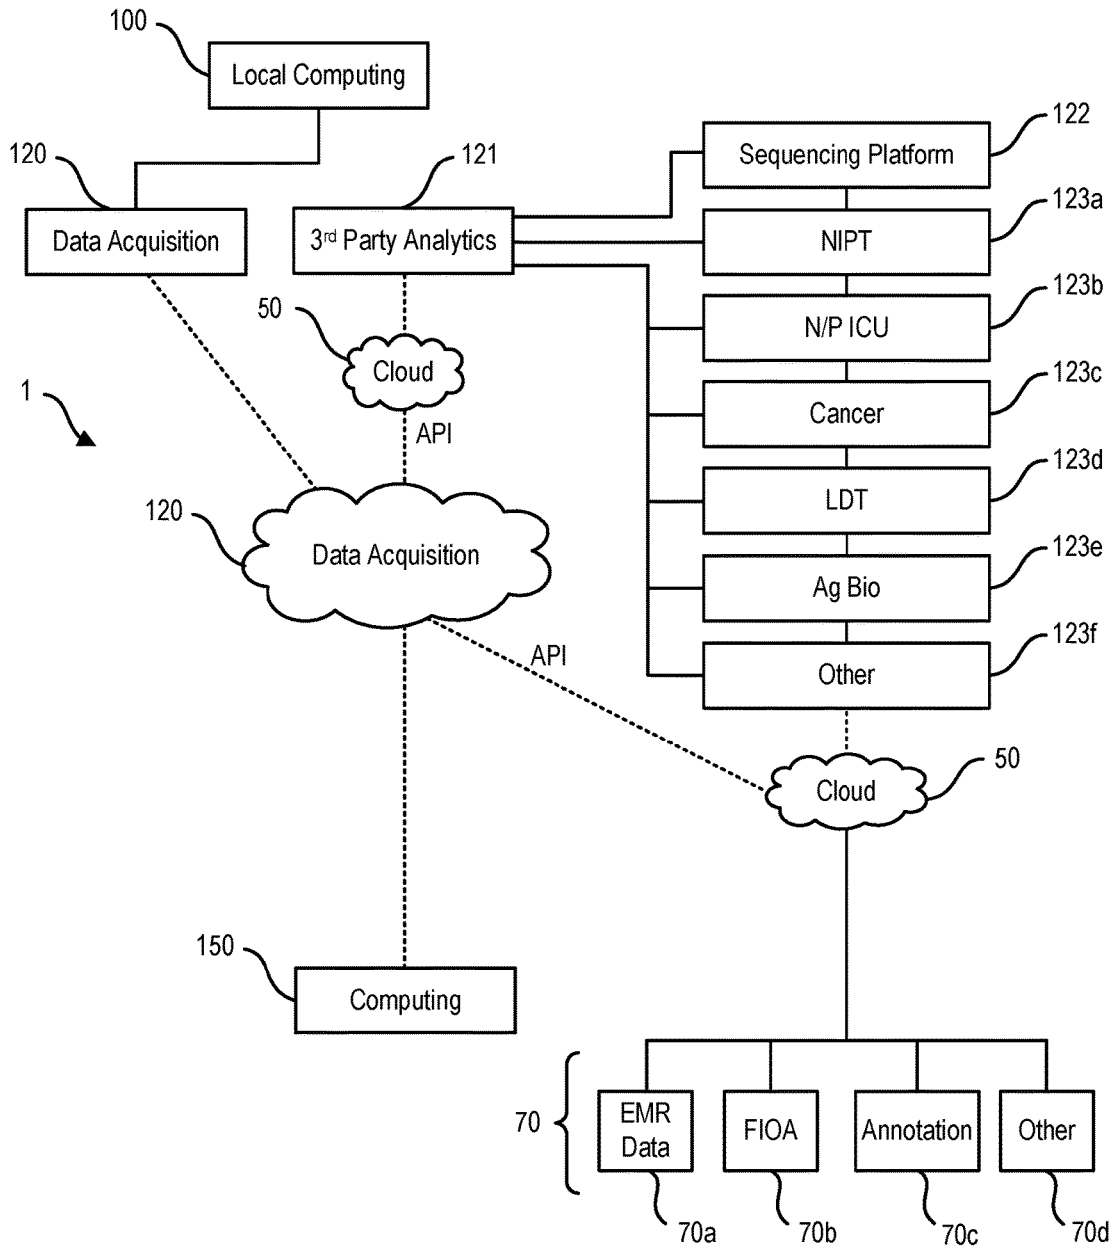 100
Local Computing
120
121
122
Sequencing Platform
Data Acquisition
3rd Party Analytics
123a
NIPT
50
123b
N/P ICU
Cloud
1
123c
Cancer
API
123d
LDT
120
Data Acquisition
123e
Ag Bio
API
123f
Other
50
Cloud
150
Computing
70
EMR
Data
FIOA
Annotation
Other
70a
70b
70c
70d